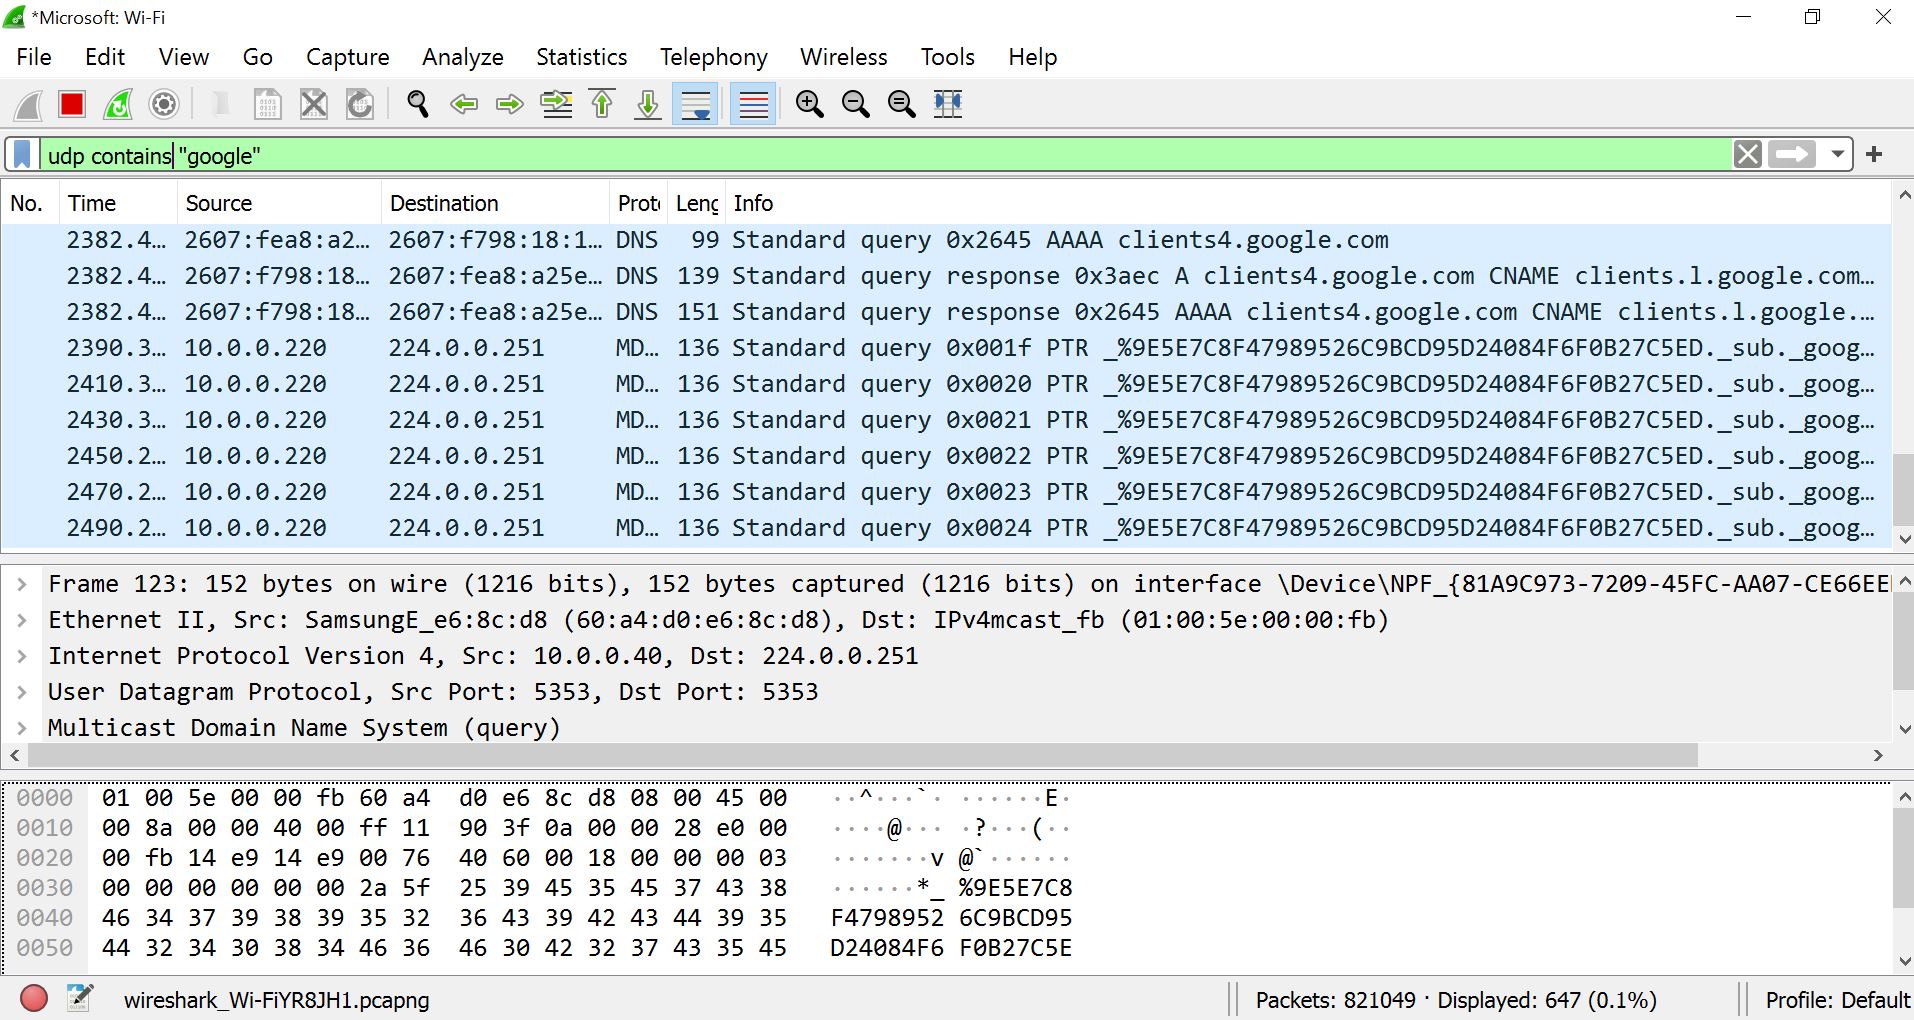 *Microsoft: Wi-Fi
File Edit View Go Capture Analyze Statistics Telephony Wireless Tools Help
udp contains "google"
No. Time Source Destination Proto Leng Info
2382.4… 2607:fea8:a2… 2607:f798:18:1… DNS 99 Standard query 0x2645 AAAA clients4.google.com
2382.4… 2607:f798:18… 2607:fea8:a25e… DNS 139 Standard query response 0x3aec A clients4.google.com CNAME clients.l.google.com…
2382.4… 2607:f798:18… 2607:fea8:a25e… DNS 151 Standard query response 0x2645 AAAA clients4.google.com CNAME clients.l.google.…
2390.3… 10.0.0.220 224.0.0.251 MD… 136 Standard query 0x001f PTR _%9E5E7C8F47989526C9BCD95D24084F6F0B27C5ED._sub._goog…
2410.3… 10.0.0.220 224.0.0.251 MD… 136 Standard query 0x0020 PTR _%9E5E7C8F47989526C9BCD95D24084F6F0B27C5ED._sub._goog…
2430.3… 10.0.0.220 224.0.0.251 MD… 136 Standard query 0x0021 PTR _%9E5E7C8F47989526C9BCD95D24084F6F0B27C5ED._sub._goog…
2450.2… 10.0.0.220 224.0.0.251 MD… 136 Standard query 0x0022 PTR _%9E5E7C8F47989526C9BCD95D24084F6F0B27C5ED._sub._goog…
2470.2… 10.0.0.220 224.0.0.251 MD… 136 Standard query 0x0023 PTR _%9E5E7C8F47989526C9BCD95D24084F6F0B27C5ED._sub._goog…
2490.2… 10.0.0.220 224.0.0.251 MD… 136 Standard query 0x0024 PTR _%9E5E7C8F47989526C9BCD95D24084F6F0B27C5ED._sub._goog…
Frame 123: 152 bytes on wire (1216 bits), 152 bytes captured (1216 bits) on interface \Device\NPF_{81A9C973-7209-45FC-AA07-CE66EE
Ethernet II, Src: SamsungE_e6:8c:d8 (60:a4:d0:e6:8c:d8), Dst: IPv4mcast_fb (01:00:5e:00:00:fb)
Internet Protocol Version 4, Src: 10.0.0.40, Dst: 224.0.0.251
User Datagram Protocol, Src Port: 5353, Dst Port: 5353
Multicast Domain Name System (query)
0000 01 00 5e 00 00 fb 60 a4 d0 e6 8c d8 08 00 45 00 ··^···`· ······E·
0010 00 8a 00 00 40 00 ff 11 90 3f 0a 00 00 28 e0 00 ····@··· ·?···(··
0020 00 fb 14 e9 14 e9 00 76 40 60 00 18 00 00 00 03 ·······v @`······
0030 00 00 00 00 00 00 2a 5f 25 39 45 35 45 37 43 38 ······*_ %9E5E7C8
0040 46 34 37 39 38 39 35 32 36 43 39 42 43 44 39 35 F4798952 6C9BCD95
0050 44 32 34 30 38 34 46 36 46 30 42 32 37 43 35 45 D24084F6 F0B27C5E
wireshark_Wi-FiYR8JH1.pcapng Packets: 821049 · Displayed: 647 (0.1%) Profile: Default